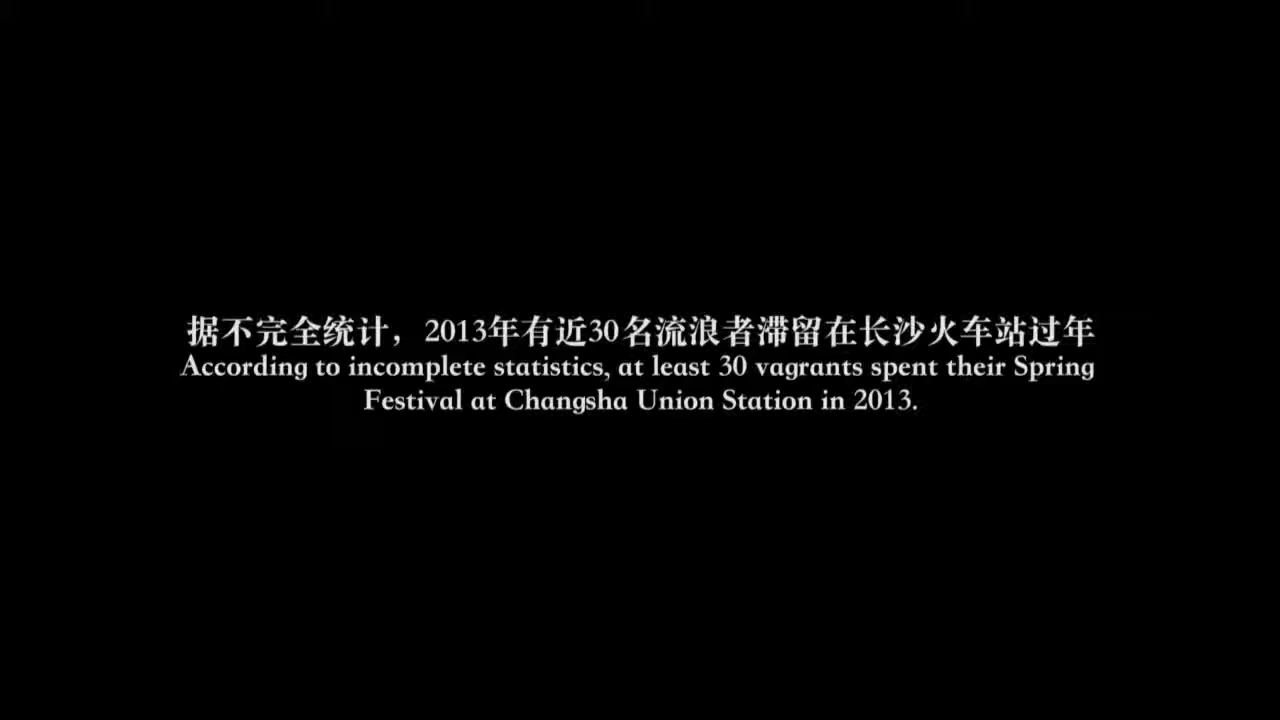 据不完全统计，2013年有近30名流浪者滞留在长沙火车站过年
According to incomplete statistics, at least 30 vagrants spent their Spring
Festival at Changsha Union Station in 2013.